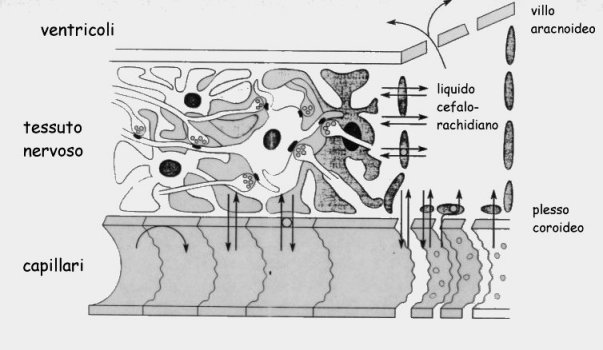 ventricoli
villo
aracnoideo
liquido
cefalo-
rachidiano
tessuto
nervoso
plesso
coroideo
capillari